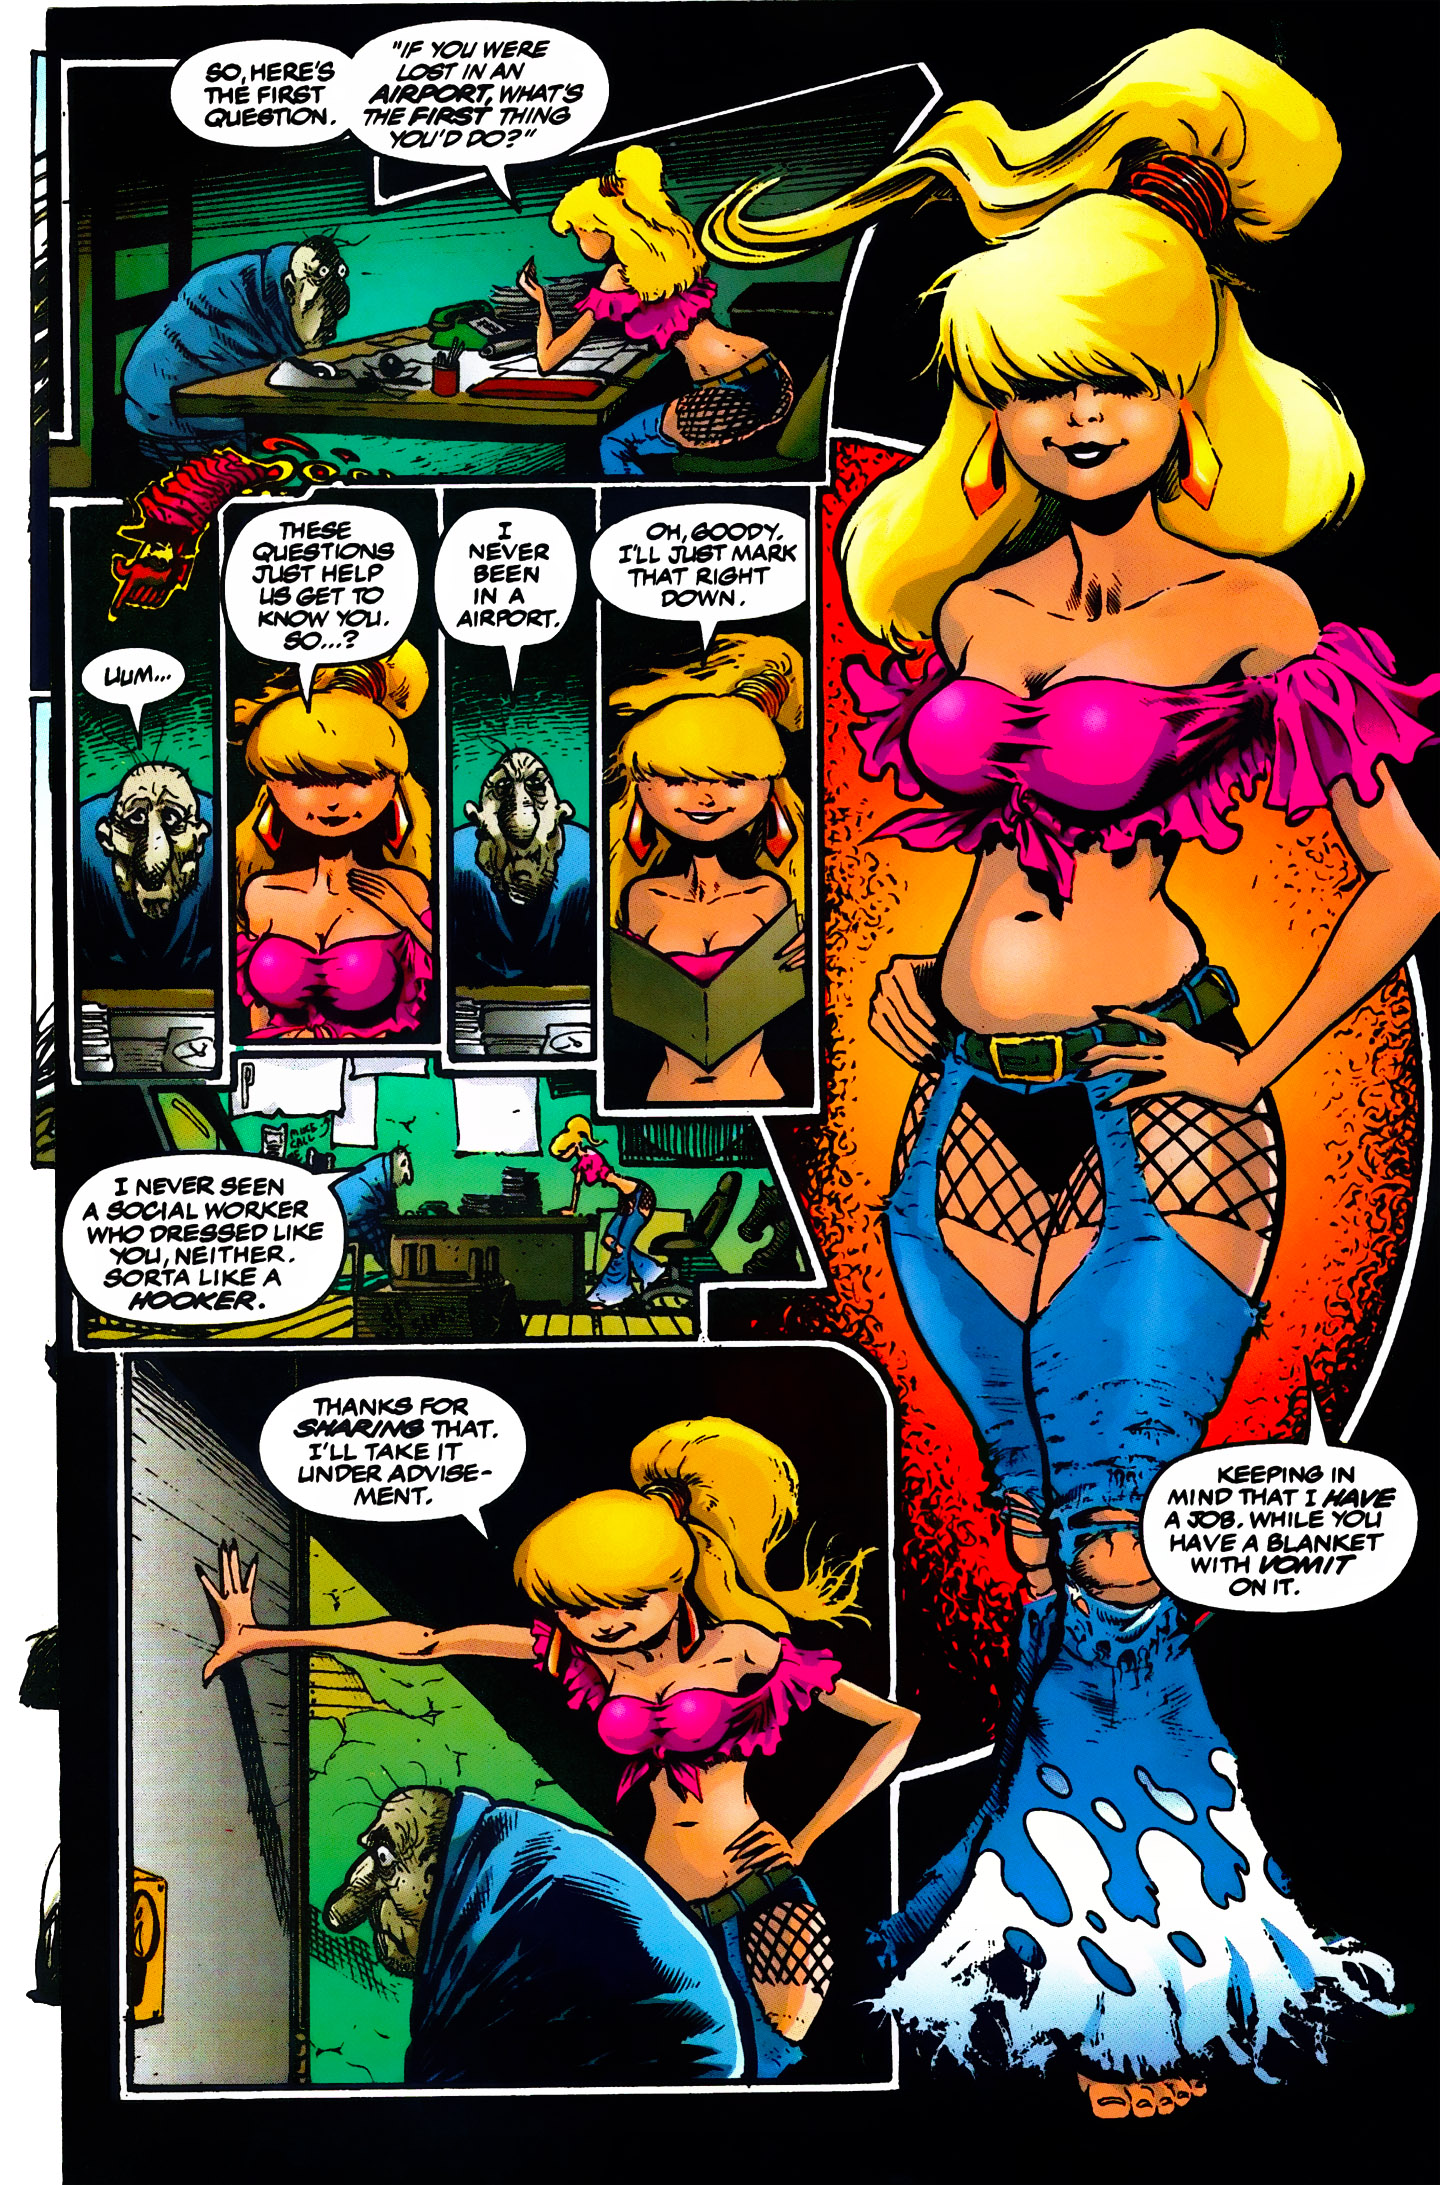 SO, HERE'S
THE FIRST
QUESTION.
"IF YOU WERE
LOST IN AN
AIRPORT, WHAT'S
THE FIRST THING
YOU'D DO?"
UUM...
THESE
QUESTIONS
JUST HELP
US GET TO
KNOW YOU.
SO...?
I
NEVER
BEEN
IN A
AIRPORT.
OH, GOODY.
I'LL JUST MARK
THAT RIGHT
DOWN.
MIKE
CALL
I NEVER SEEN
A SOCIAL WORKER
WHO DRESSED LIKE
YOU, NEITHER.
SORTA LIKE A
HOOKER.
KEEPING IN
MIND THAT I HAVE
A JOB. WHILE YOU
HAVE A BLANKET
WITH VOMIT
ON IT.
THANKS FOR
SHARING THAT.
I'LL TAKE IT
UNDER ADVISE-
MENT.